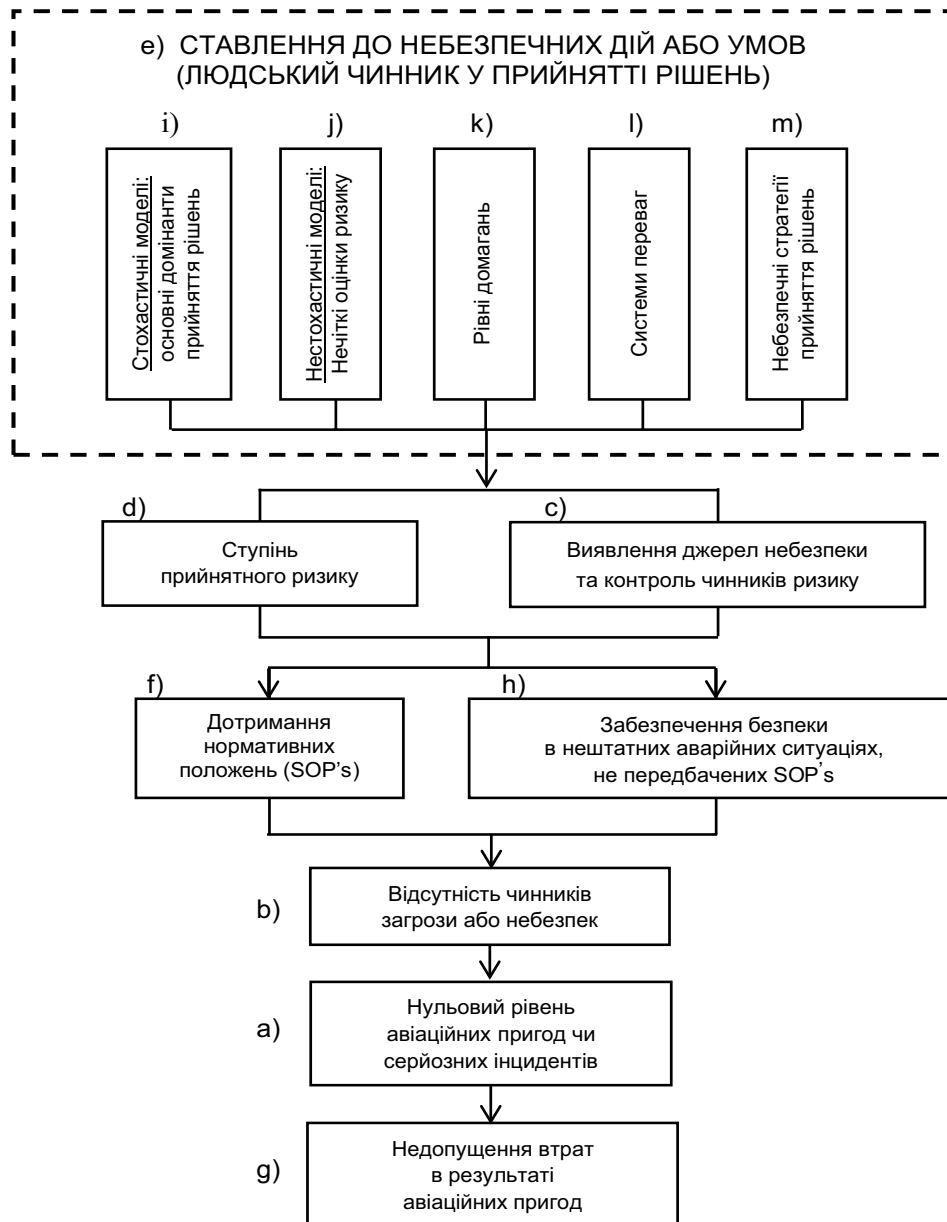 e) СТАВЛЕННЯ ДО НЕБЕЗПЕЧНИХ ДІЙ АБО УМОВ
(ЛЮДСЬКИЙ ЧИННИК У ПРИЙНЯТТІ РІШЕНЬ)
i)
Стохастичні моделі:
основні домінанти
прийняття рішень
j)
Нестохастичні моделі:
Нечіткі оцінки ризику
k)
Рівні домагань
l)
Системи переваг
m)
Небезпечні стратегії
прийняття рішень
d)
Ступінь
прийнятного ризику
c)
Виявлення джерел небезпеки
та контроль чинників ризику
f)
Дотримання
нормативних
положень (SOP's)
h)
Забезпечення безпеки
в нештатних аварійних ситуаціях,
не передбачених SOP's
b)
Відсутність чинників
загрози або небезпек
a)
Нульовий рівень
авіаційних пригод чи
серйозних інцидентів
g)
Недопущення втрат
в результаті
авіаційних пригод